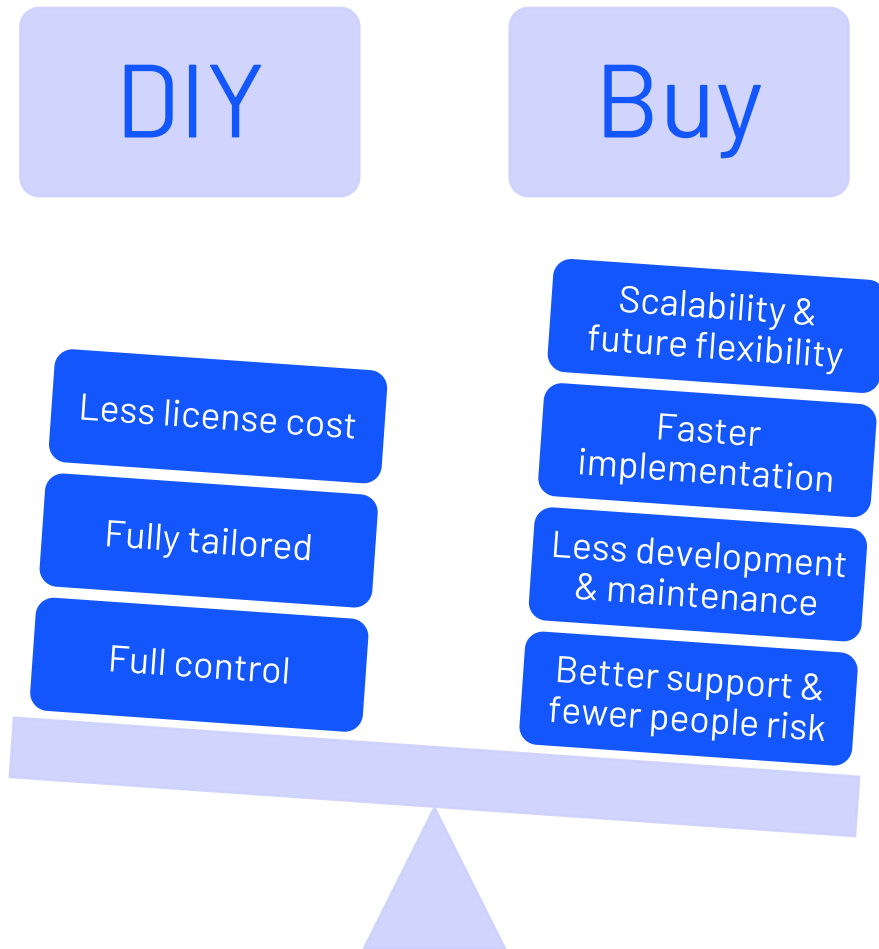 DIY
Less license cost
Fully tailored
Full control
Buy
Scalability &
future flexibility
Faster
implementation
Less development
& maintenance
Better support &
fewer people risk